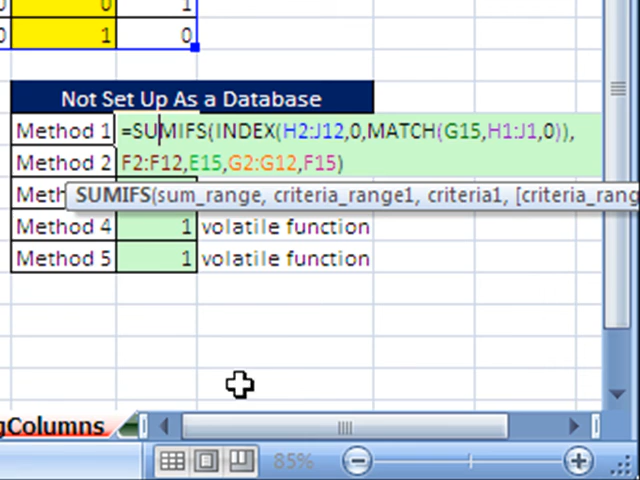 0 0 1
0 1 0
Not Set Up As a Database
Method 1 =SUMIFS(INDEX(H2:J12,0,MATCH(G15,H1:J1,0)),
Method 2 F2:F12,E15,G2:G12,F15)
Meth SUMIFS(sum_range, criteria_range1, criteria1, [criteria_rang
Method 4 1 volatile function
Method 5 1 volatile function
gColumns
85%